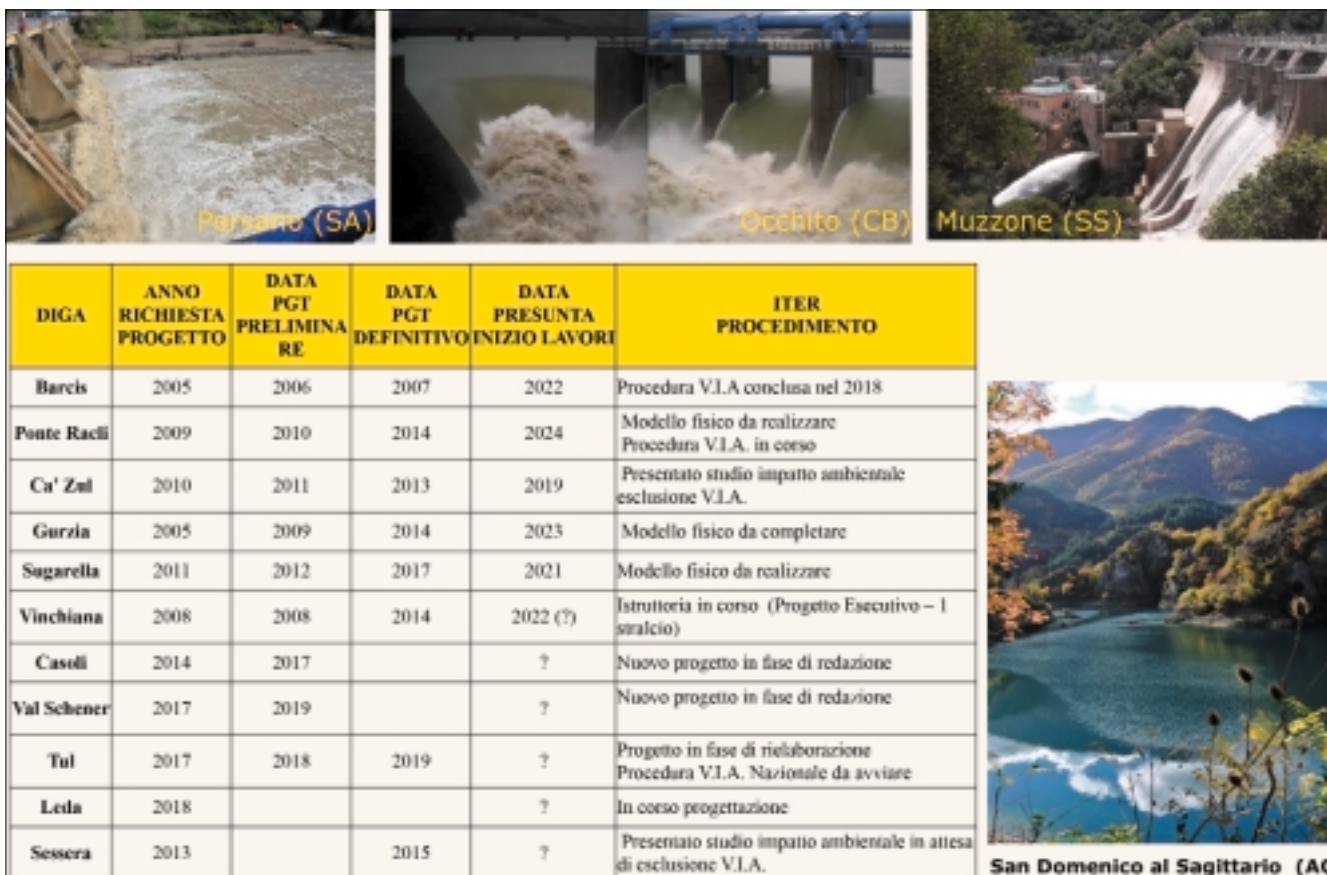 Persano (SA)
Occhito (CB)
Muzzone (SS)
DIGA
ANNO
RICHIESTA
PROGETTO
DATA
PGT
PRELIMINA
RE
DATA
PGT
DEFINITIVO
DATA
PRESUNTA
INIZIO LAVORI
ITER
PROCEDIMENTO
Barcis 2005 2006 2007 2022 Procedura V.I.A conclusa nel 2018
Ponte Racli 2009 2010 2014 2024 Modello fisico da realizzare
Procedura V.I.A. in corso
Ca' Zul 2010 2011 2013 2019 Presentato studio impatto ambientale
esclusione V.I.A.
Gurzia 2005 2009 2014 2023 Modello fisico da completare
Sugarella 2011 2012 2017 2021 Modello fisico da realizzare
Vinchiana 2008 2008 2014 2022 (?) Istruttoria in corso (Progetto Esecutivo – 1
stralcio)
Casoli 2014 2017 ? Nuovo progetto in fase di redazione
Val Schener 2017 2019 ? Nuovo progetto in fase di redazione
Tul 2017 2018 2019 ? Progetto in fase di rielaborazione
Procedura V.I.A. Nazionale da avviare
Leda 2018 ? In corso progettazione
Sessera 2013 2015 ? Presentato studio impatto ambientale in attesa
di esclusione V.I.A.
San Domenico al Sagittario (AQ